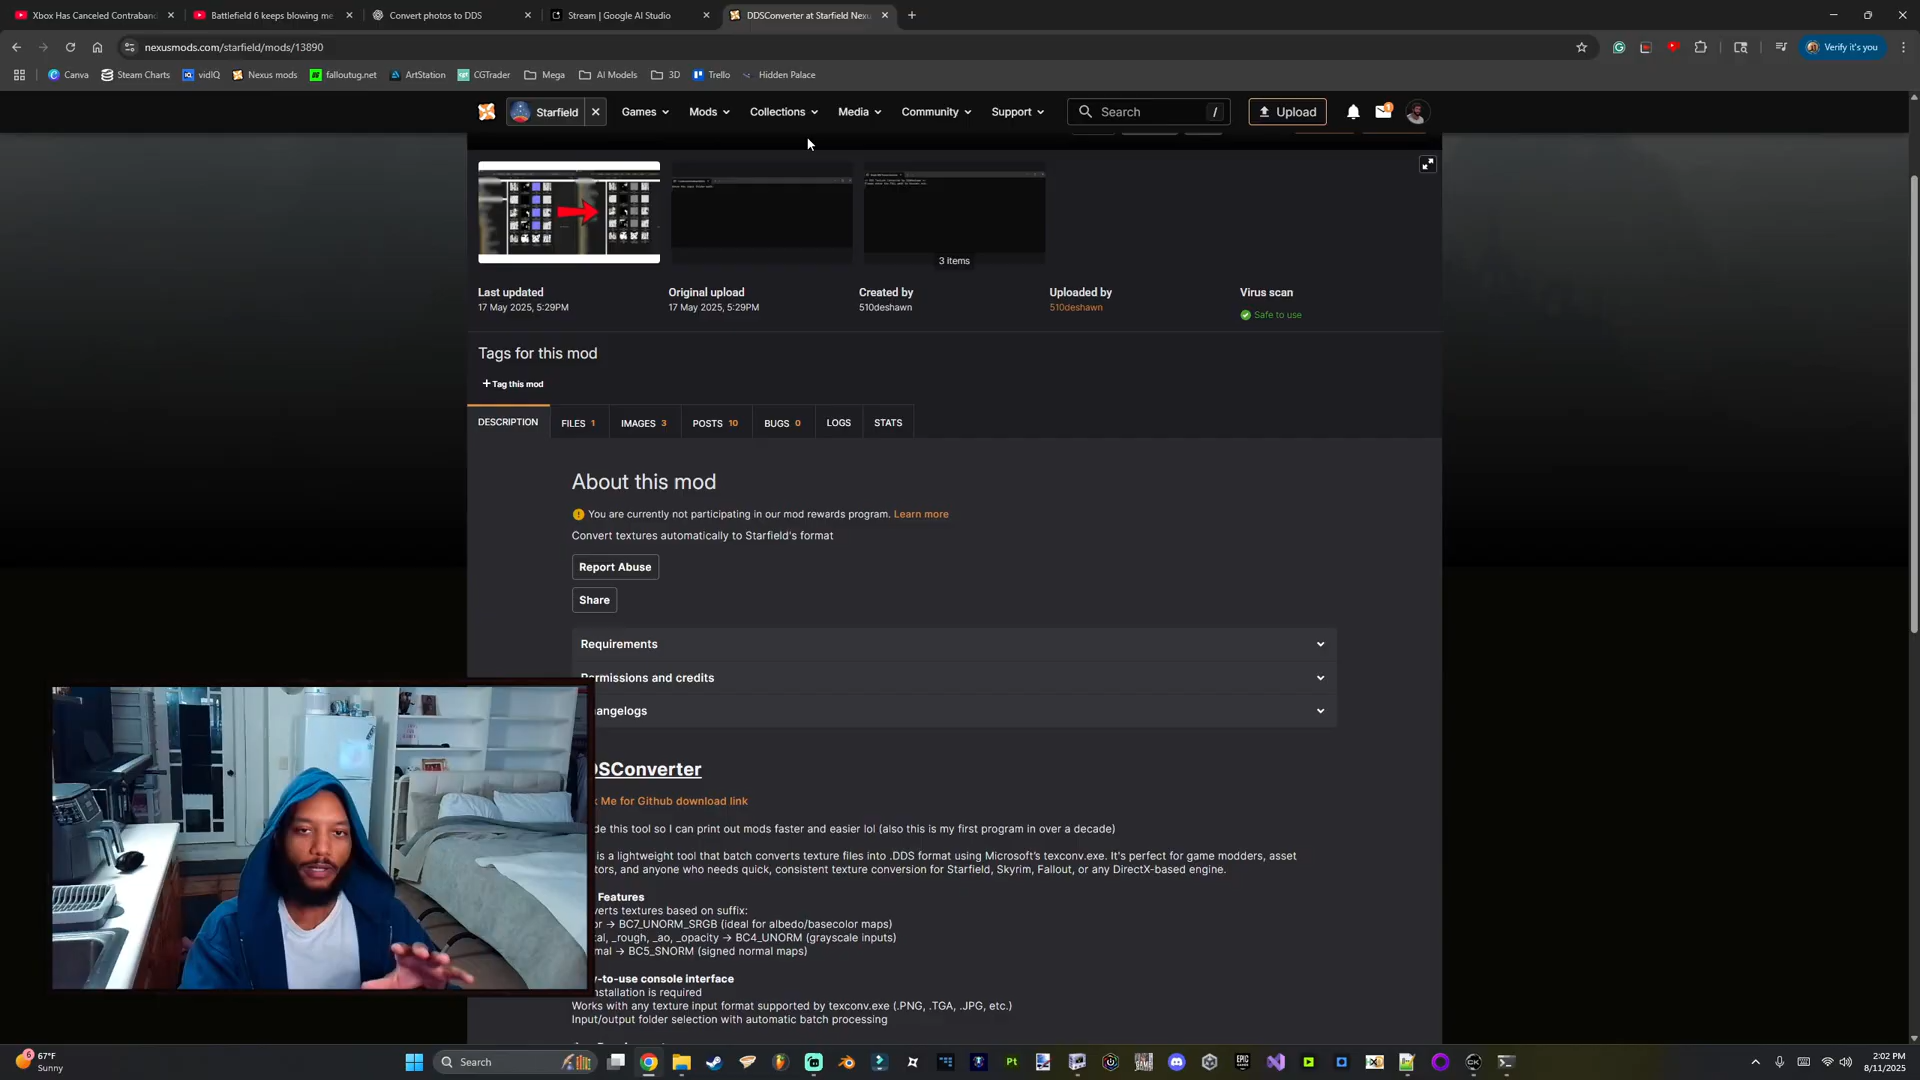 Xbox Has Canceled Contraband
Battlefield 6 keeps blowing me
Convert photos to DDS
Stream | Google AI Studio
DDSConverter at Starfield Nexus
nexusmods.com/starfield/mods/13890
Verify it's you
Canva
Steam Charts
vidIQ
Nexus mods
falloutug.net
ArtStation
CGTrader
Mega
AI Models
3D
Trello
Hidden Palace
Starfield
Games
Mods
Collections
Media
Community
Support
Search
/
Upload
1
3 items
Last updated
17 May 2025, 5:29PM
Original upload
17 May 2025, 5:29PM
Created by
510deshawn
Uploaded by
510deshawn
Virus scan
Safe to use
Tags for this mod
+ Tag this mod
DESCRIPTION
FILES 1
IMAGES 3
POSTS 10
BUGS 0
LOGS
STATS
About this mod
You are currently not participating in our mod rewards program. Learn more
Convert textures automatically to Starfield's format
Report Abuse
Share
Requirements
Permissions and credits
angelogs
DSConverter
Me for Github download link
de this tool so I can print out mods faster and easier lol (also this is my first program in over a decade)
is a lightweight tool that batch converts texture files into .DDS format using Microsoft's texconv.exe. It's perfect for game modders, asset
tors, and anyone who needs quick, consistent texture conversion for Starfield, Skyrim, Fallout, or any DirectX-based engine.
Features
verts textures based on suffix:
or → BC7_UNORM_SRGB (ideal for albedo/basecolor maps)
tal, _rough, _ao, _opacity → BC4_UNORM (grayscale inputs)
mal → BC5_SNORM (signed normal maps)
y-to-use console interface
nstallation is required
Works with any texture input format supported by texconv.exe (.PNG, .TGA, .JPG, etc.)
Input/output folder selection with automatic batch processing
6
67°F
Sunny
Search
2:02 PM
8/11/2025